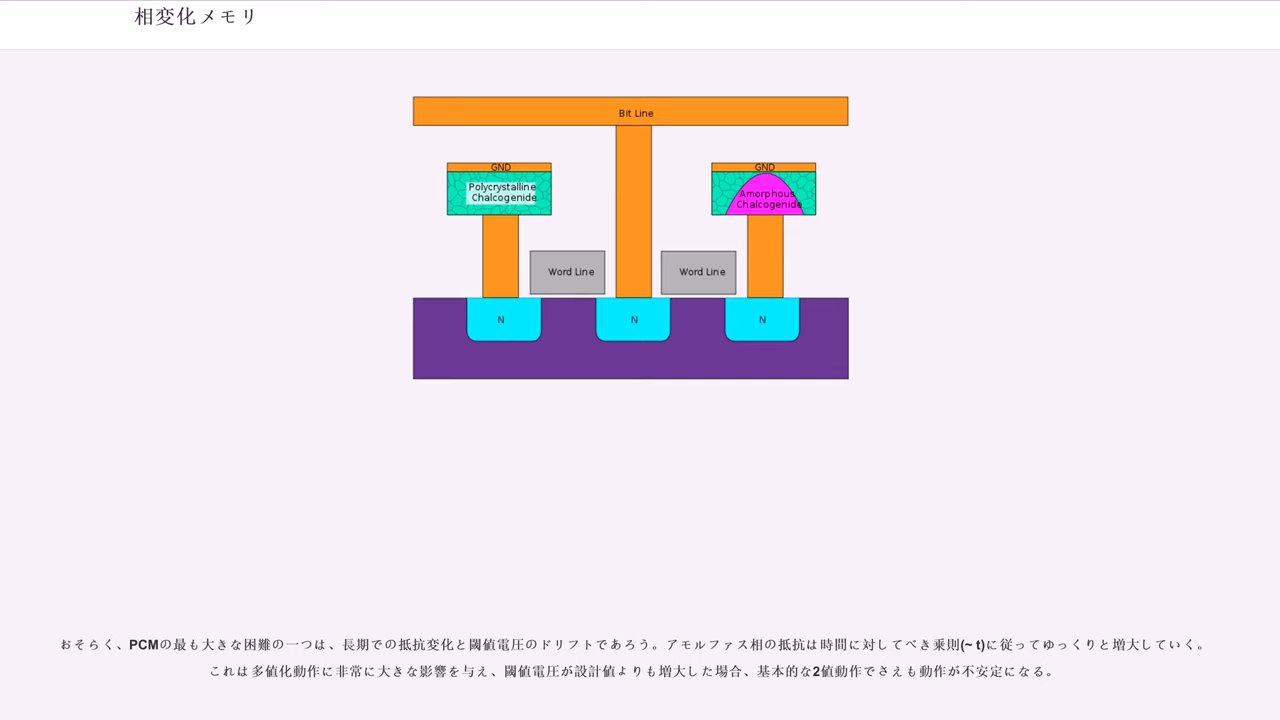 相変化メモリ
Bit Line
GND
GND
Polycrystalline
Chalcogenide
Amorphous
Chalcogenide
Word Line
Word Line
N
N
N
おそらく、PCMの最も大きな困難の一つは、長期での抵抗変化と閾値電圧のドリフトであろう。アモルファス相の抵抗は時間に対してべき乗則(~ t)に従ってゆっくりと増大していく。
これは多値化動作に非常に大きな影響を与え、閾値電圧が設計値よりも増大した場合、基本的な2値動作でさえも動作が不安定になる。